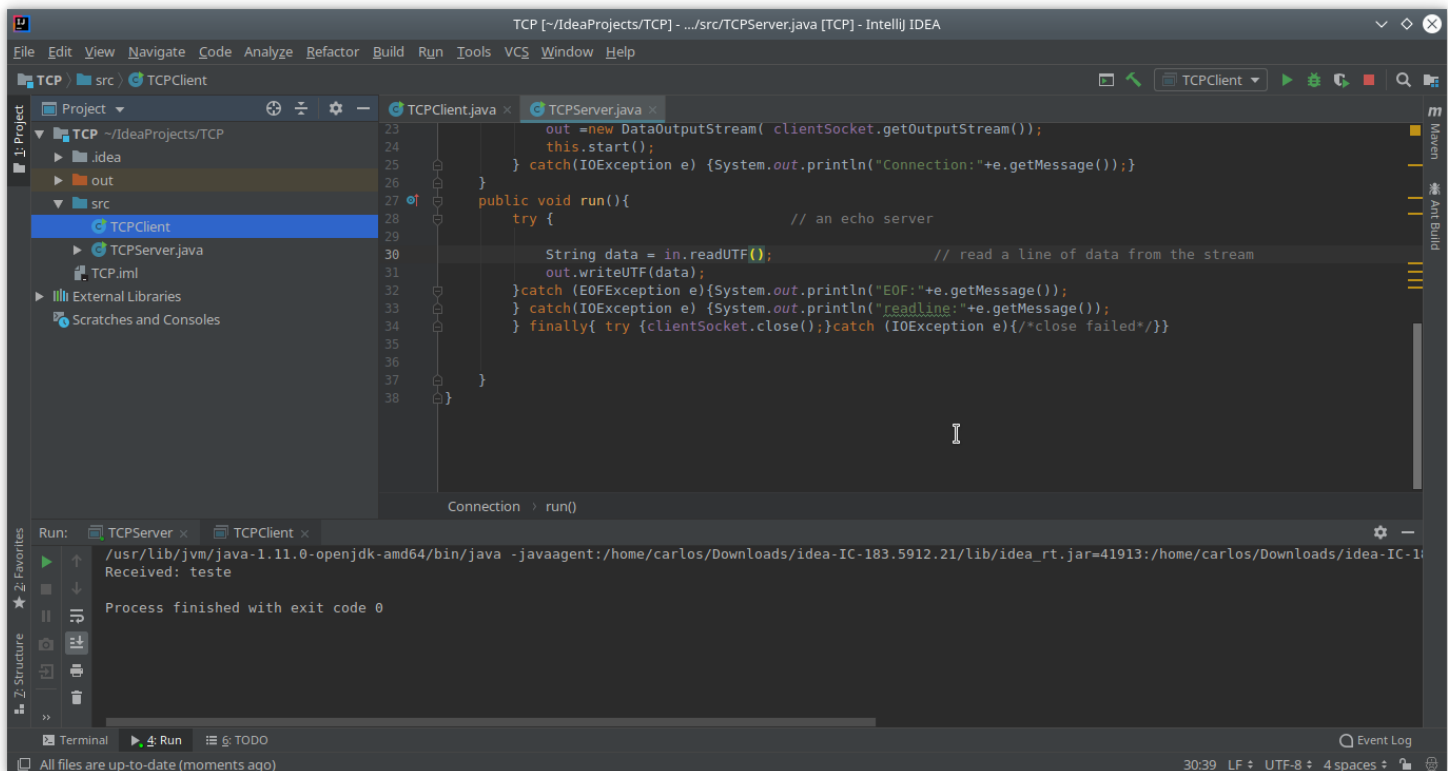 TCP [~/IdeaProjects/TCP] - .../src/TCPServer.java [TCP] - IntelliJ IDEA
File Edit View Navigate Code Analyze Refactor Build Run Tools VCS Window Help
TCP src TCPClient
TCPClient
1: Project
Project
TCP ~/IdeaProjects/TCP
.idea
out
src
TCPClient
TCPServer.java
TCP.iml
External Libraries
Scratches and Consoles
TCPClient.java TCPServer.java
23 out =new DataOutputStream( clientSocket.getOutputStream());
24 this.start();
25 } catch(IOException e) {System.out.println("Connection:"+e.getMessage());}
26 }
27 public void run(){
28 try { // an echo server
29
30 String data = in.readUTF(); // read a line of data from the stream
31 out.writeUTF(data);
32 }catch (EOFException e){System.out.println("EOF:"+e.getMessage());
33 } catch(IOException e) {System.out.println("readline:"+e.getMessage());
34 } finally{ try {clientSocket.close();}catch (IOException e){/*close failed*/}}
35
36
37 }
38 }
Connection › run()
m Maven
Ant Build
2: Favorites
7: Structure
Run: TCPServer TCPClient
/usr/lib/jvm/java-1.11.0-openjdk-amd64/bin/java -javaagent:/home/carlos/Downloads/idea-IC-183.5912.21/lib/idea_rt.jar=41913:/home/carlos/Downloads/idea-IC-18
Received: teste
Process finished with exit code 0
Terminal 4: Run 6: TODO Event Log
All files are up-to-date (moments ago) 30:39 LF UTF-8 4 spaces